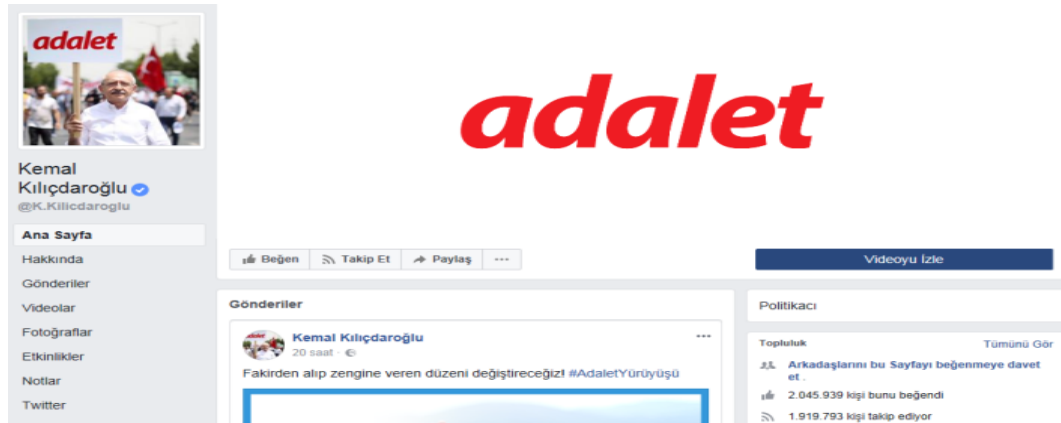 adalet
adalet
Kemal
Kılıçdaroğlu
@K.Kilicdaroglu
Ana Sayfa
Hakkında
Gönderiler
Videolar
Fotoğraflar
Etkinlikler
Notlar
Twitter
Beğen
Takip Et
Paylaş
...
Videoyu İzle
Gönderiler
Kemal Kılıçdaroğlu
...
20 saat ·
Fakirden alıp zengine veren düzeni değiştireceğiz! #AdaletYürüyüşü
Politikacı
Topluluk
Tümünü Gör
Arkadaşlarını bu Sayfayı beğenmeye davet
et .
2.045.939 kişi bunu beğendi
1.919.793 kişi takip ediyor